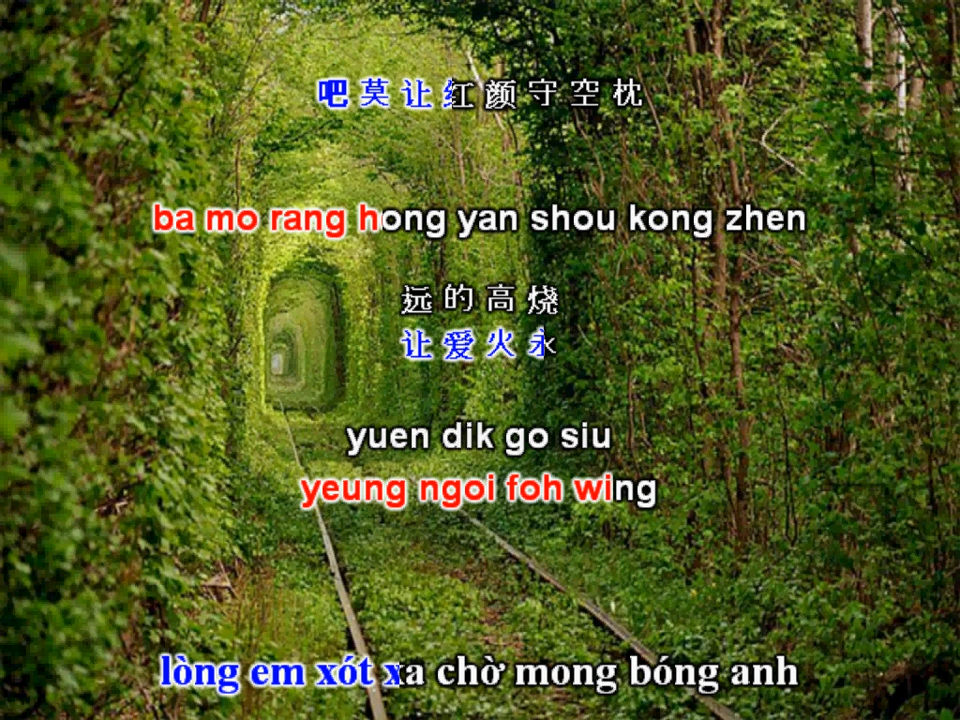 吧莫让红颜守空枕
ba mo rang hong yan shou kong zhen
远的高烧
让爱火永
yuen dik go siu
yeung ngoi foh wing
lòng em xót xa chờ mong bóng anh